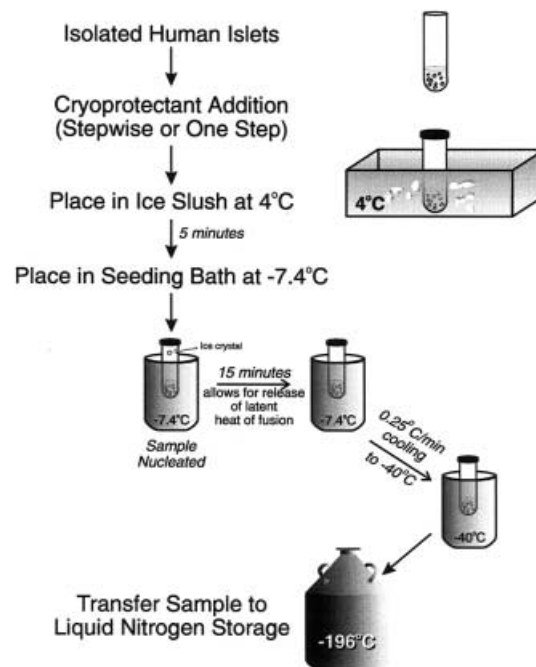 Isolated Human Islets
Cryoprotectant Addition
(Stepwise or One Step)
Place in Ice Slush at 4°C
4°C
5 minutes
Place in Seeding Bath at -7.4°C
Ice crystal
-7.4°C
Sample
Nucleated
15 minutes
allows for release
of latent
heat of fusion
-7.4°C
0.25°C/min
cooling
to -40°C
-40°C
Transfer Sample to
Liquid Nitrogen Storage
-196°C